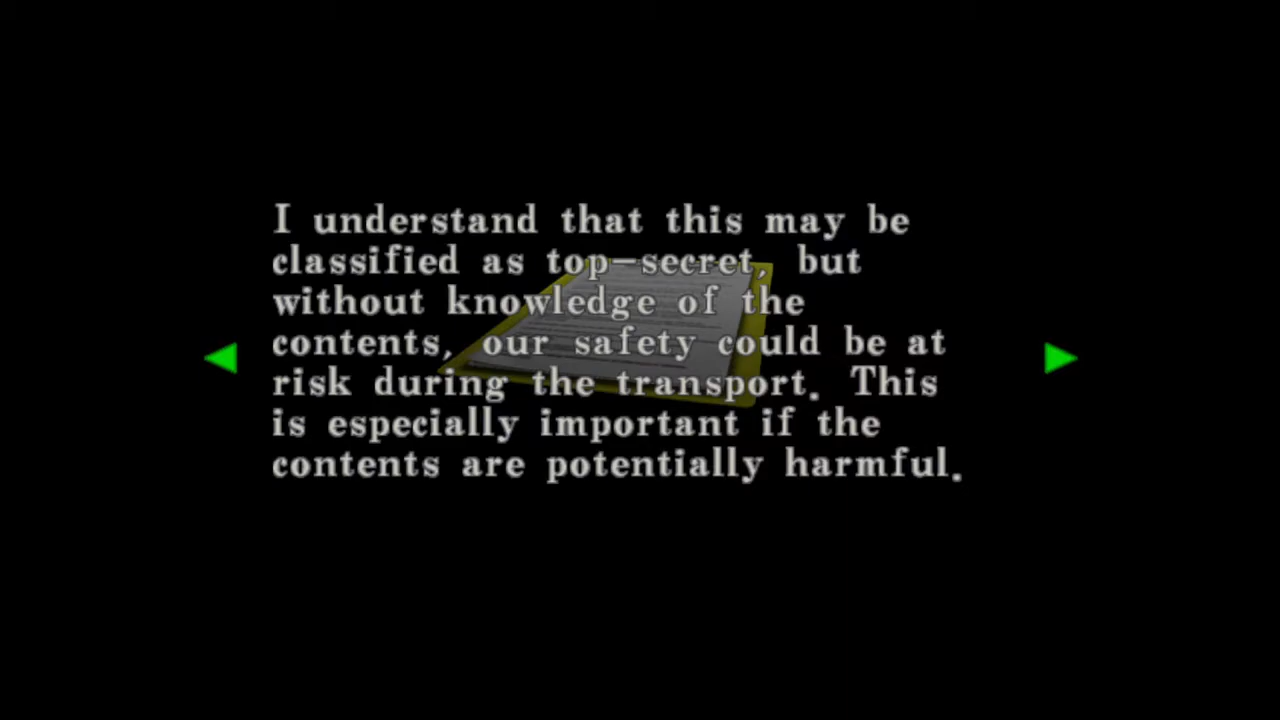 I understand that this may be
classified as top-secret, but
without knowledge of the
contents, our safety could be at
risk during the transport. This
is especially important if the
contents are potentially harmful.